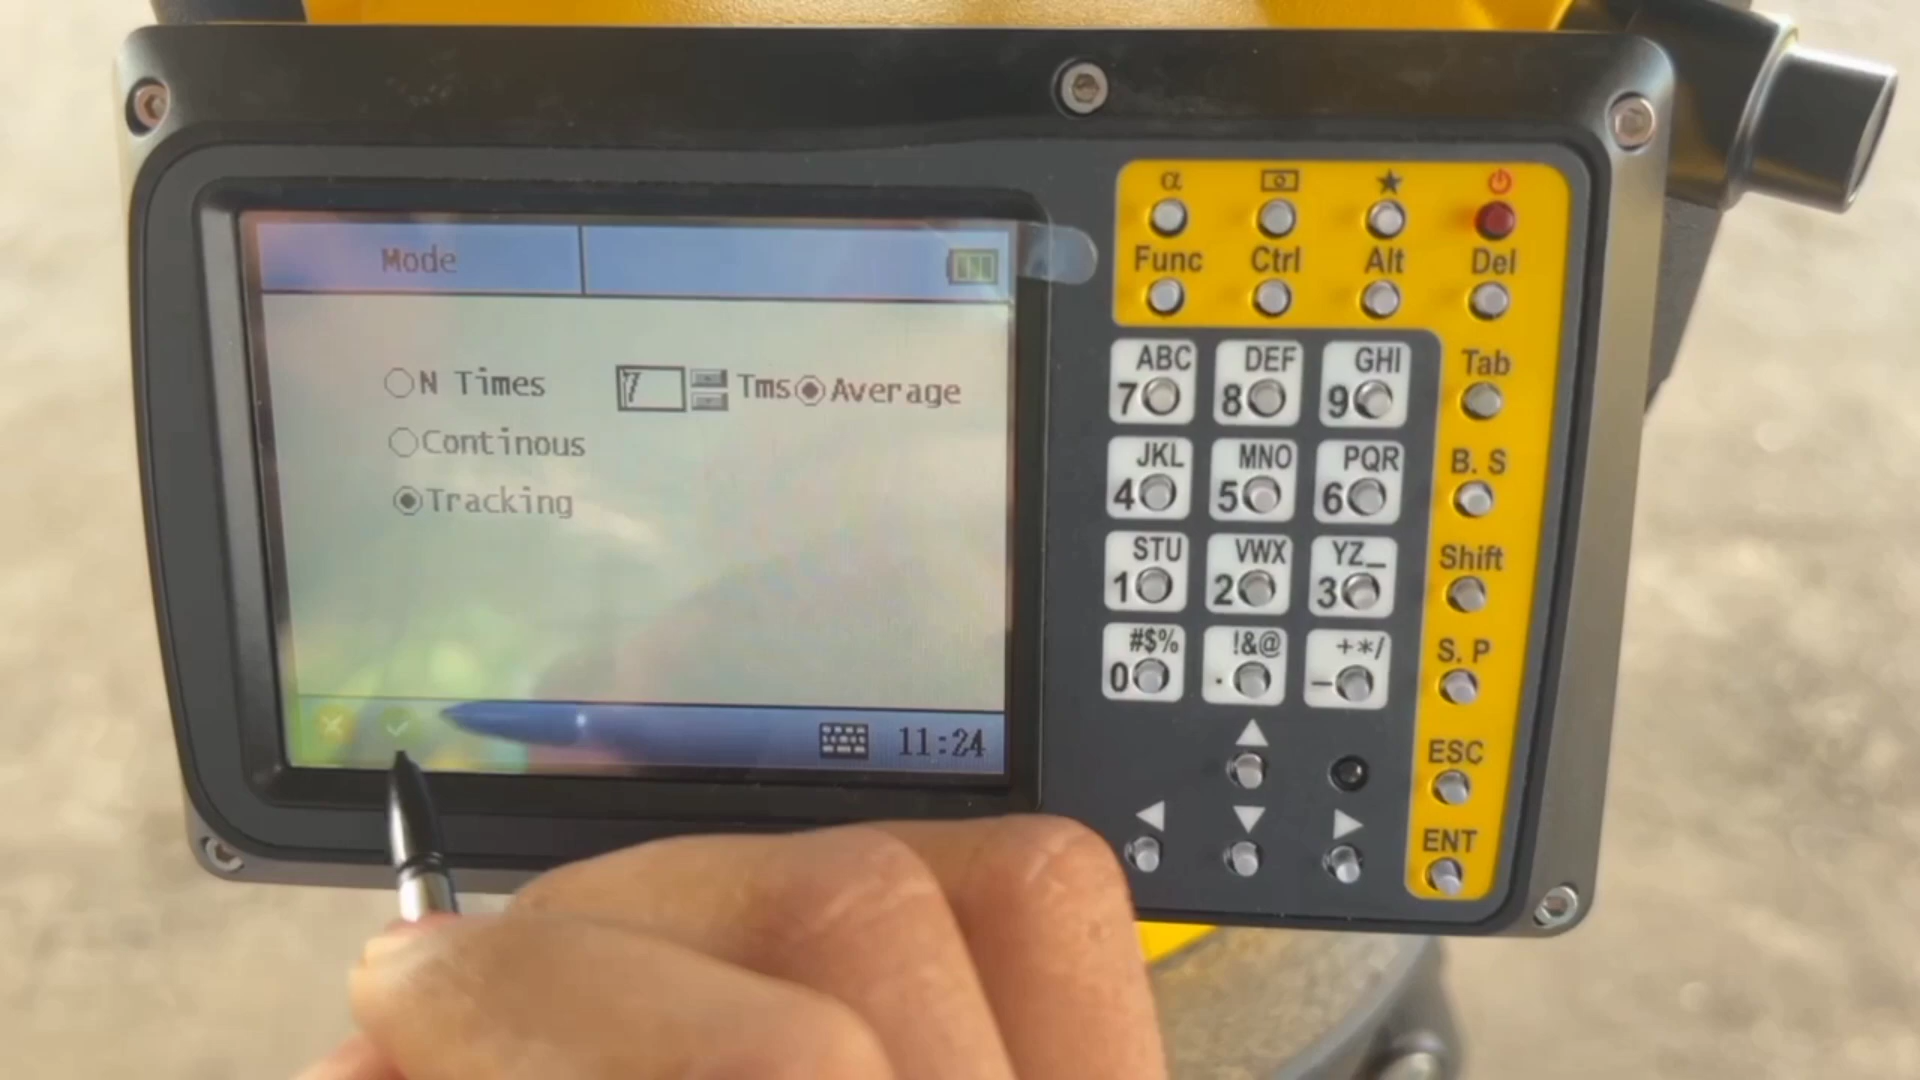 Mode
N Times 7 Tms Average
Continous
Tracking
11:24
α
Func Ctrl Alt Del
ABC DEF GHI Tab
7 8 9
JKL MNO PQR B. S
4 5 6
STU VWX YZ_ Shift
1 2 3
#$% !&@ +*/ S. P
0 . −
ESC
ENT